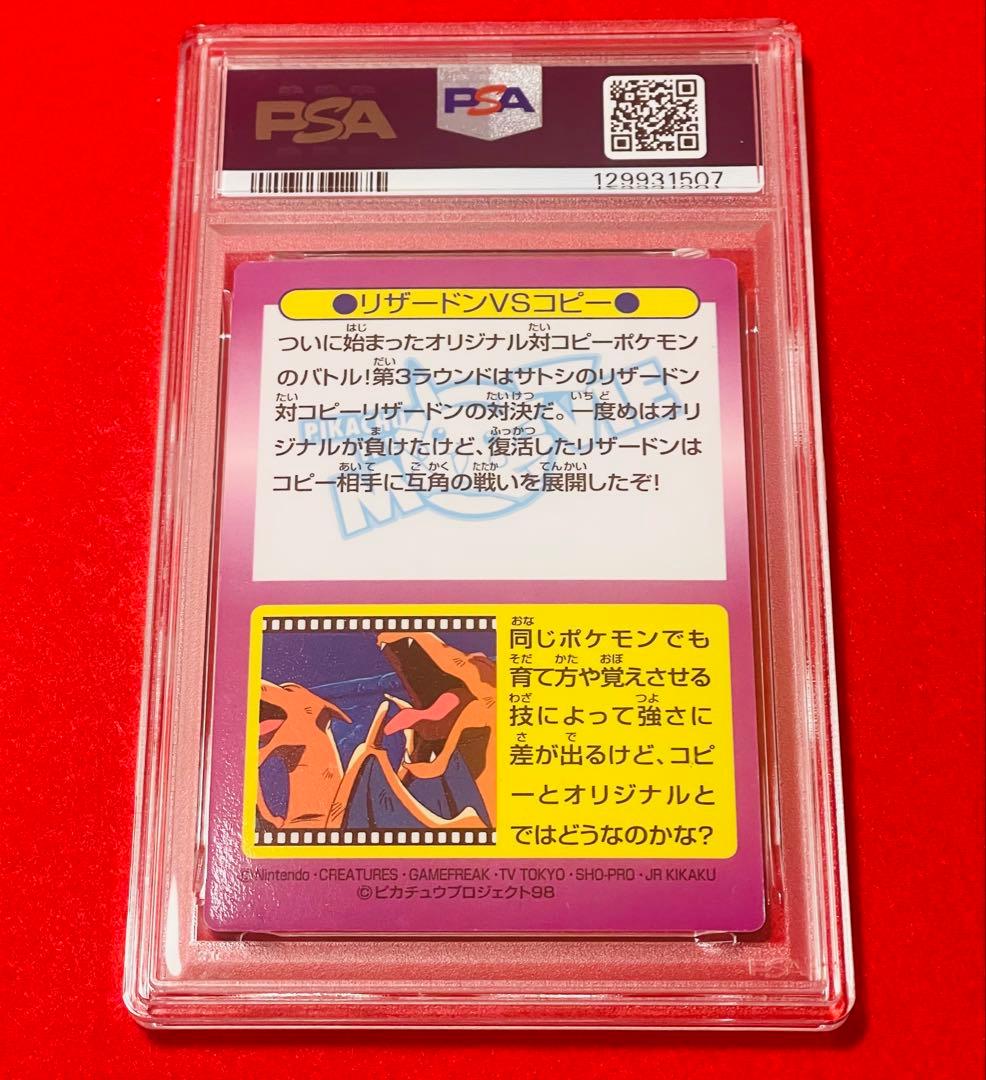 PSA
PSA
129931507
●リザードンVSコピー●
ついに始まったオリジナル対コピーポケモン
のバトル!第3ラウンドはサトシのリザードン
対コピーリザードンの対決だ。一度めはオリ
ジナルが負けたけど、復活したリザードンは
コピー相手に互角の戦いを展開したぞ!
PIKACHU
MOVIE
同じポケモンでも
育て方や覚えさせる
技によって強さに
差が出るけど、コピ
ーとオリジナルと
ではどうなのかな?
©Nintendo・CREATURES・GAMEFREAK・TV TOKYO・SHO-PRO・JR KIKAKU
©ピカチュウプロジェクト98
PSA